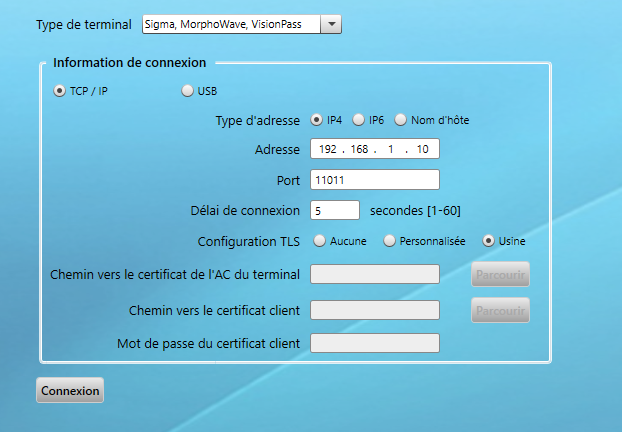 Type de terminal Sigma, MorphoWave, VisionPass
Information de connexion
TCP / IP USB
Type d'adresse IP4 IP6 Nom d'hôte
Adresse 192 . 168 . 1 . 10
Port 11011
Délai de connexion 5 secondes [1-60]
Configuration TLS Aucune Personnalisée Usine
Chemin vers le certificat de l'AC du terminal Parcourir
Chemin vers le certificat client Parcourir
Mot de passe du certificat client
Connexion